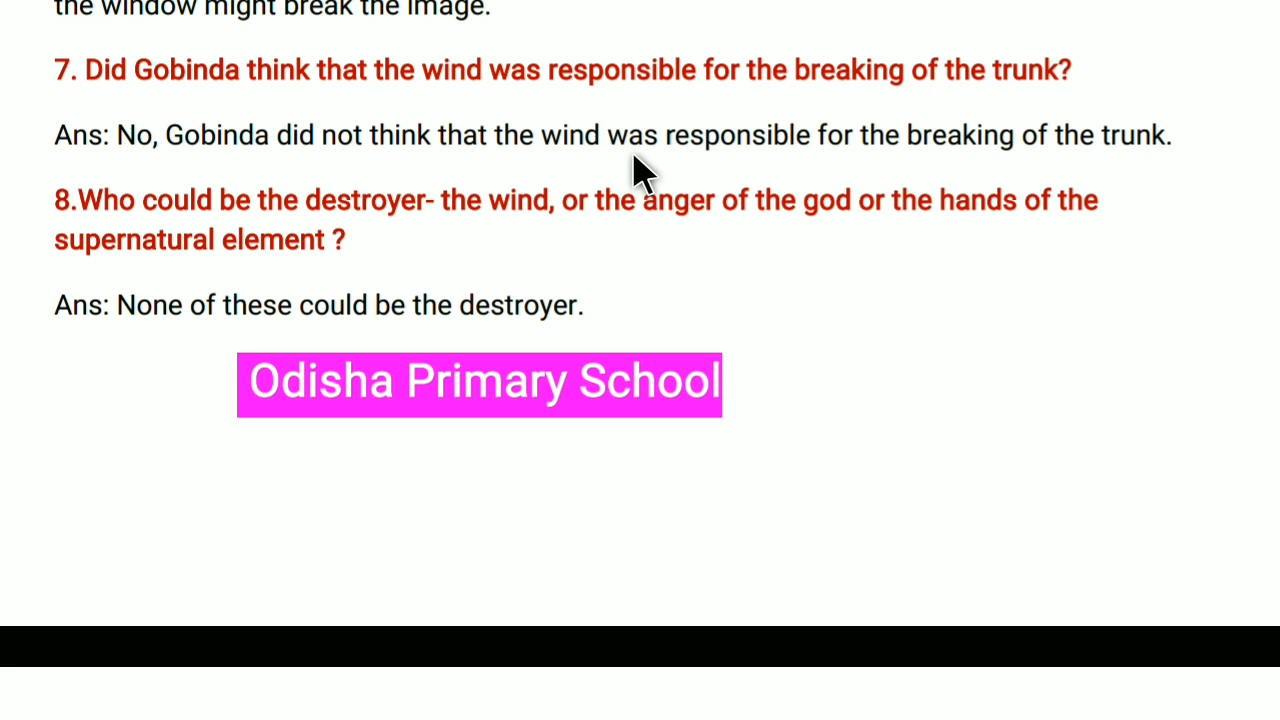 the window might break the image.
7. Did Gobinda think that the wind was responsible for the breaking of the trunk?
Ans: No, Gobinda did not think that the wind was responsible for the breaking of the trunk.
8.Who could be the destroyer- the wind, or the anger of the god or the hands of the
supernatural element ?
Ans: None of these could be the destroyer.
Odisha Primary School